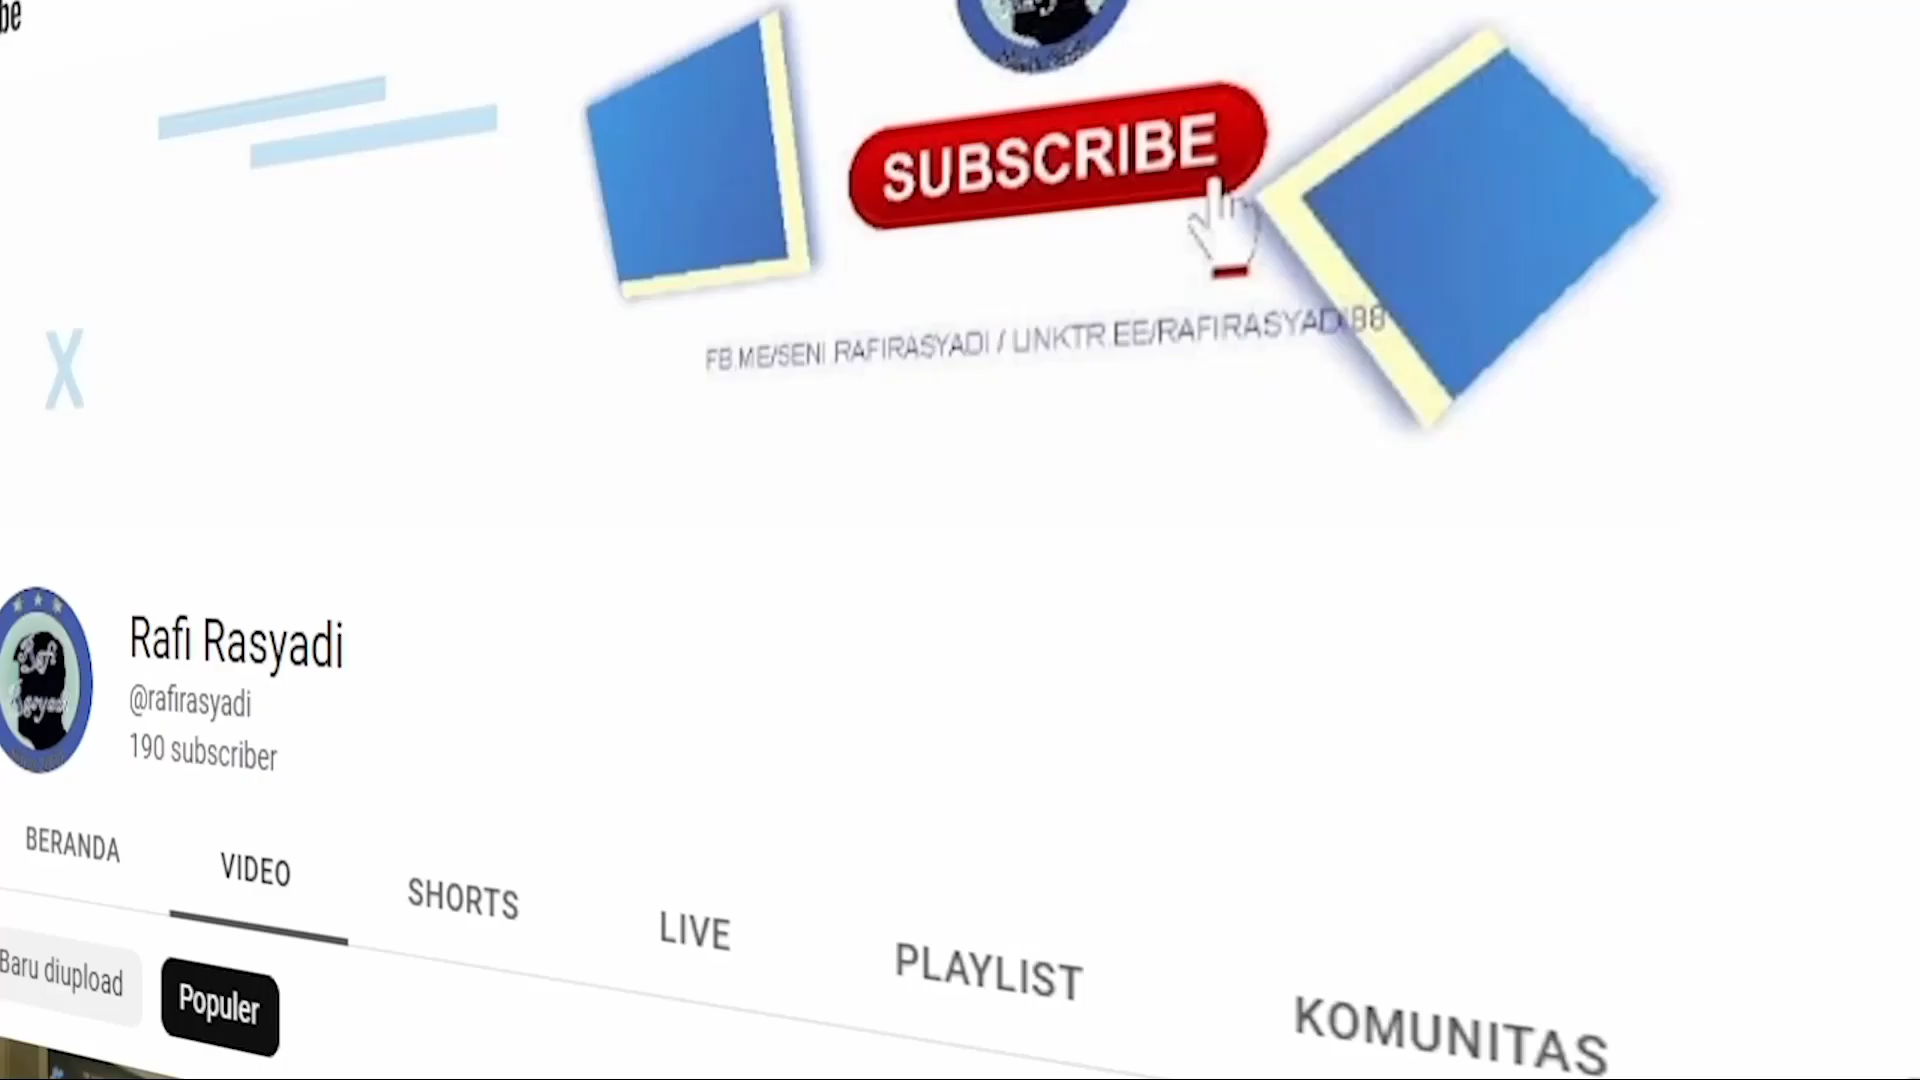 be
SUBSCRIBE
FB.ME/SENI.RAFIRASYADI / LINKTR.EE/RAFIRASYADI88
X
Rafi Rasyadi
@rafirasyadi
190 subscriber
BERANDA VIDEO SHORTS LIVE PLAYLIST KOMUNITAS
Baru diupload Populer